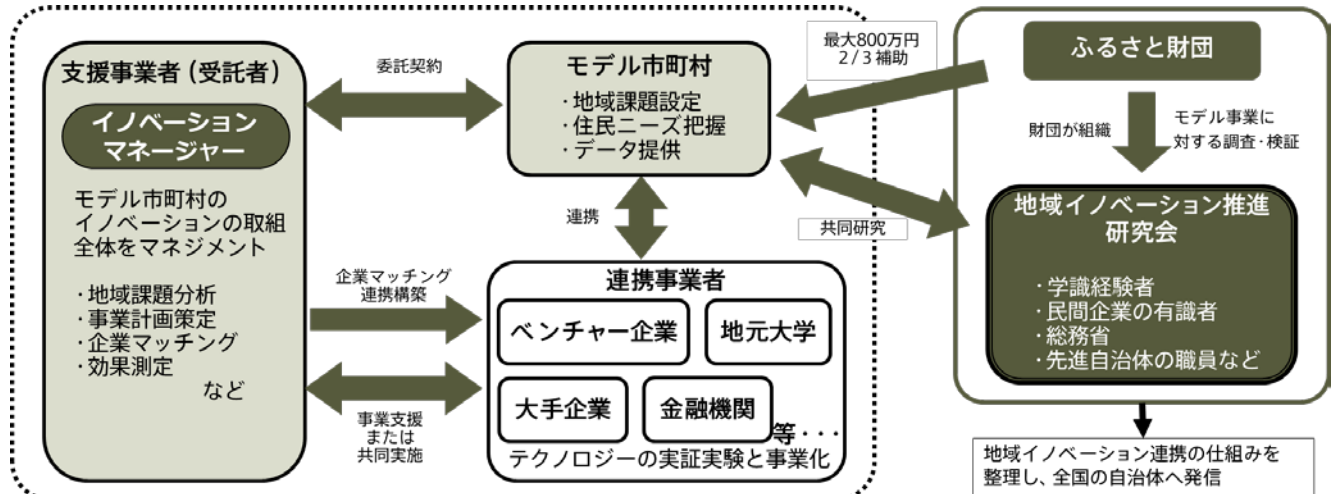 支援事業者（受託者）
イノベーション
マネージャー
モデル市町村の
イノベーションの取組
全体をマネジメント
・地域課題分析
・事業計画策定
・企業マッチング
・効果測定
など
委託契約
モデル市町村
・地域課題設定
・住民ニーズ把握
・データ提供
連携
企業マッチング
連携構築
事業支援
または
共同実施
連携事業者
ベンチャー企業
地元大学
大手企業
金融機関
等・・・
テクノロジーの実証実験と事業化
最大800万円
2/3補助
共同研究
ふるさと財団
財団が組織
モデル事業に
対する調査・検証
地域イノベーション推進
研究会
・学識経験者
・民間企業の有識者
・総務省
・先進自治体の職員など
地域イノベーション連携の仕組みを
整理し、全国の自治体へ発信